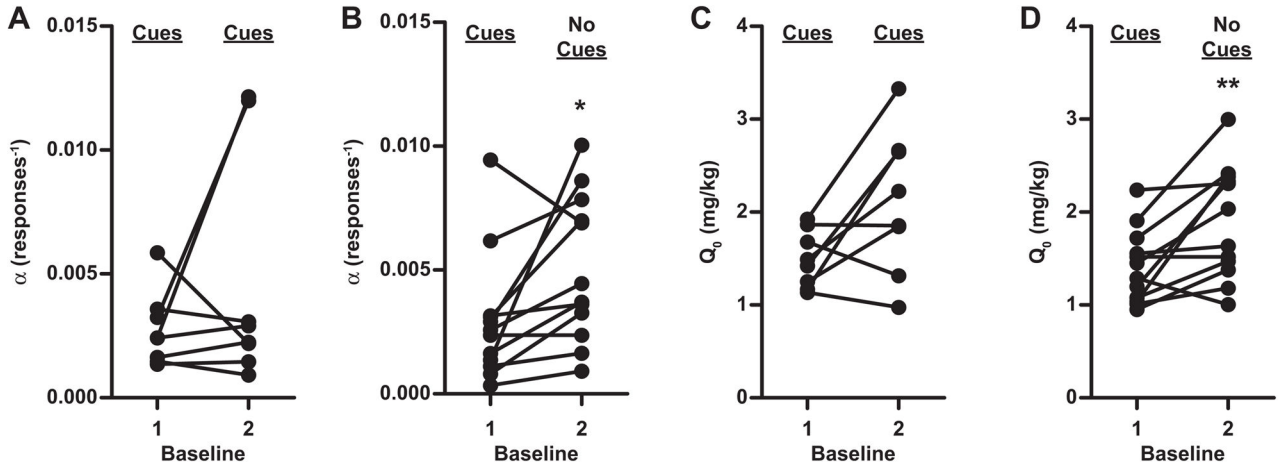 A
Cues
Cues
α (responses⁻¹)
0.015
0.010
0.005
0.000
1
2
Baseline
B
Cues
No
Cues
*
α (responses⁻¹)
0.015
0.010
0.005
0.000
1
2
Baseline
C
Cues
Cues
Q₀ (mg/kg)
4
3
2
1
0
1
2
Baseline
D
Cues
No
Cues
**
Q₀ (mg/kg)
4
3
2
1
0
1
2
Baseline